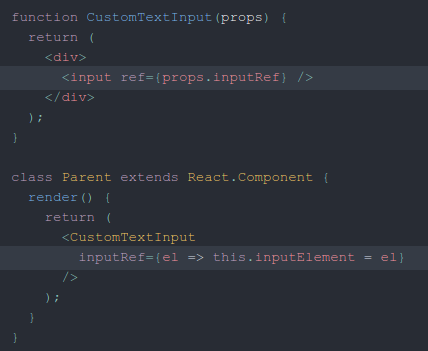 function CustomTextInput(props) {
  return (
    <div>
      <input ref={props.inputRef} />
    </div>
  );
}

class Parent extends React.Component {
  render() {
    return (
      <CustomTextInput
        inputRef={el => this.inputElement = el}
      />
    );
  }
}